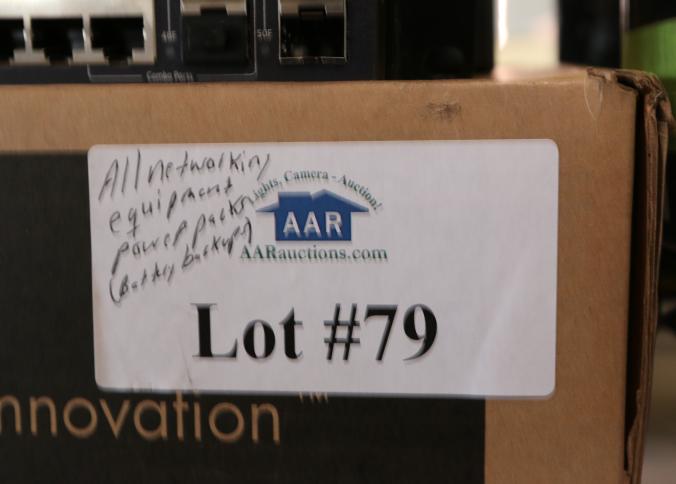 48F
50F
Combo Ports
All networking
equipment
power packs
(Battery backups)
Lights, Camera - Auction!
AAR
AARauctions.com
Lot #79
nnovation™